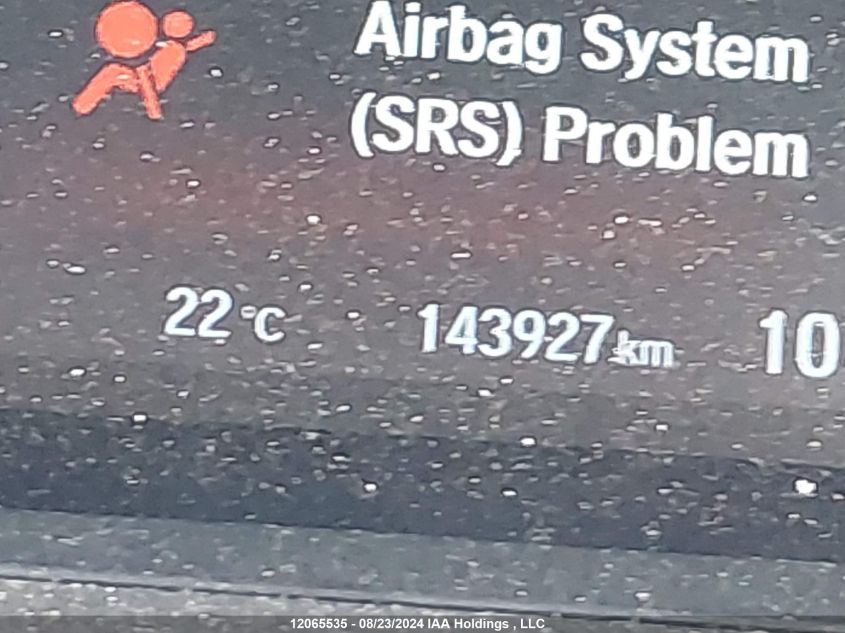 Airbag System
(SRS) Problem
22 °C 143927 km 10
12065535 - 08/23/2024 IAA Holdings , LLC